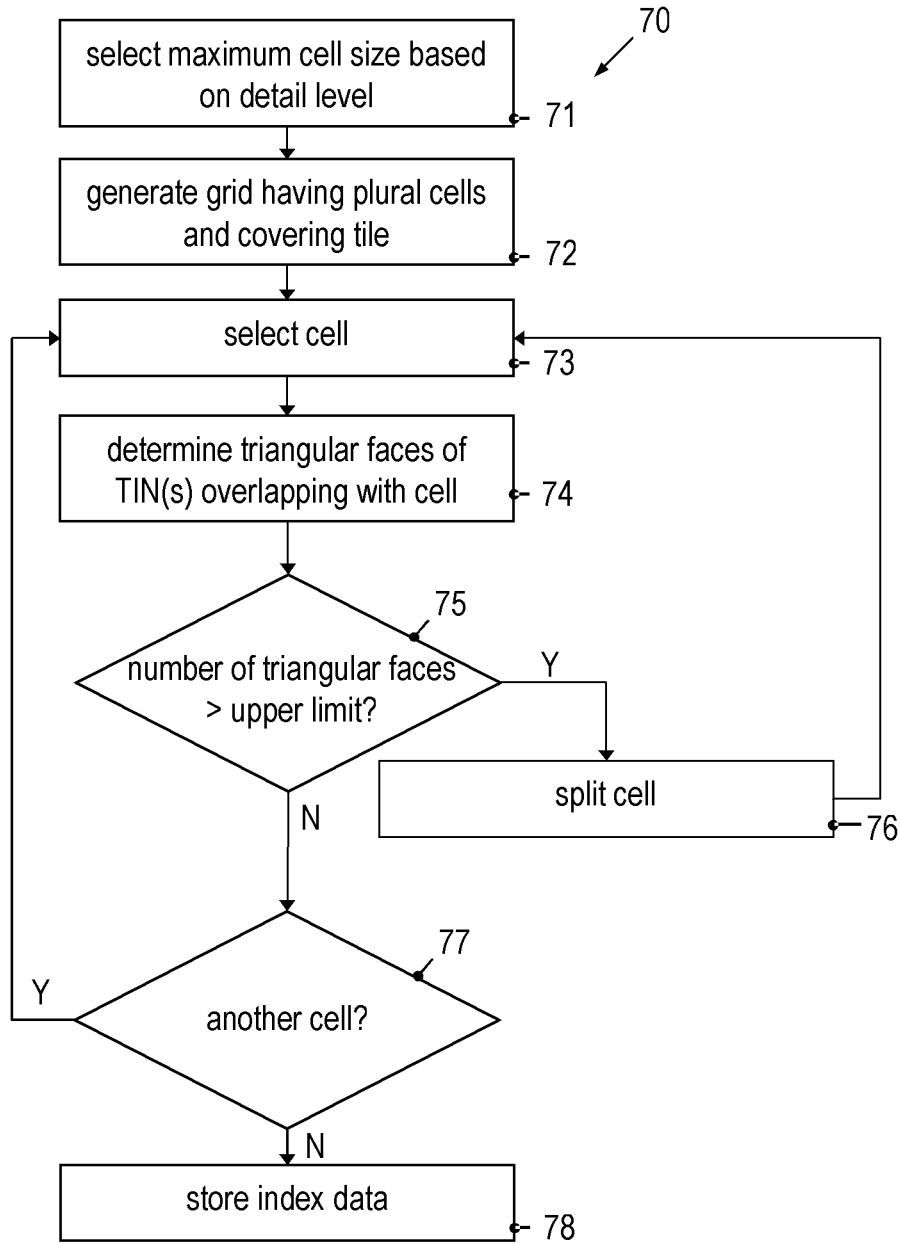 70
select maximum cell size based
on detail level
71
generate grid having plural cells
and covering tile
72
select cell
73
determine triangular faces of
TIN(s) overlapping with cell
74
75
number of triangular faces
> upper limit?
Y
split cell
76
N
77
another cell?
Y
N
store index data
78